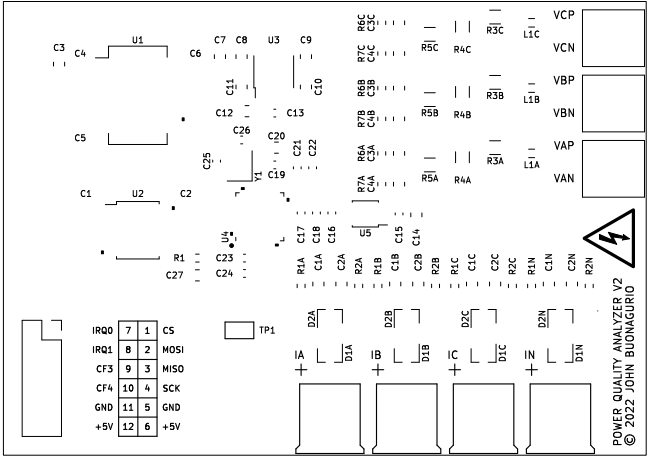 R6C C3C
R3C
VCP
L1C
C3
C4
U1
C6
C7
C8
U3
C9
R5C
R4C
VCN
R7C C4C
C11
C10
R6B C3B
R3B
VBP
L1B
C12
C13
R7B C4B
R5B
R4B
VBN
C5
C26
C20
C21
C22
R6A C3A
R3A
VAP
L1A
C25
C19
Y1
R7A C4A
R5A
R4A
VAN
C1
U2
C2
U4
C17
C18
C16
U5
C15
C14
R1
C23
C27
C24
R1A
C1A
C2A
R2A
R1B
C1B
C2B
R2B
R1C
C1C
C2C
R2C
R1N
C1N
C2N
R2N
D2A
D2B
D2C
D2N
IRQ0 7 1 CS
IRQ1 8 2 MOSI
CF3 9 3 MISO
CF4 10 4 SCK
GND 11 5 GND
+5V 12 6 +5V
TP1
IA
D1A
IB
D1B
IC
D1C
IN
D1N
+
+
+
+
POWER QUALITY ANALYZER V2
© 2022 JOHN BUONAGURIO